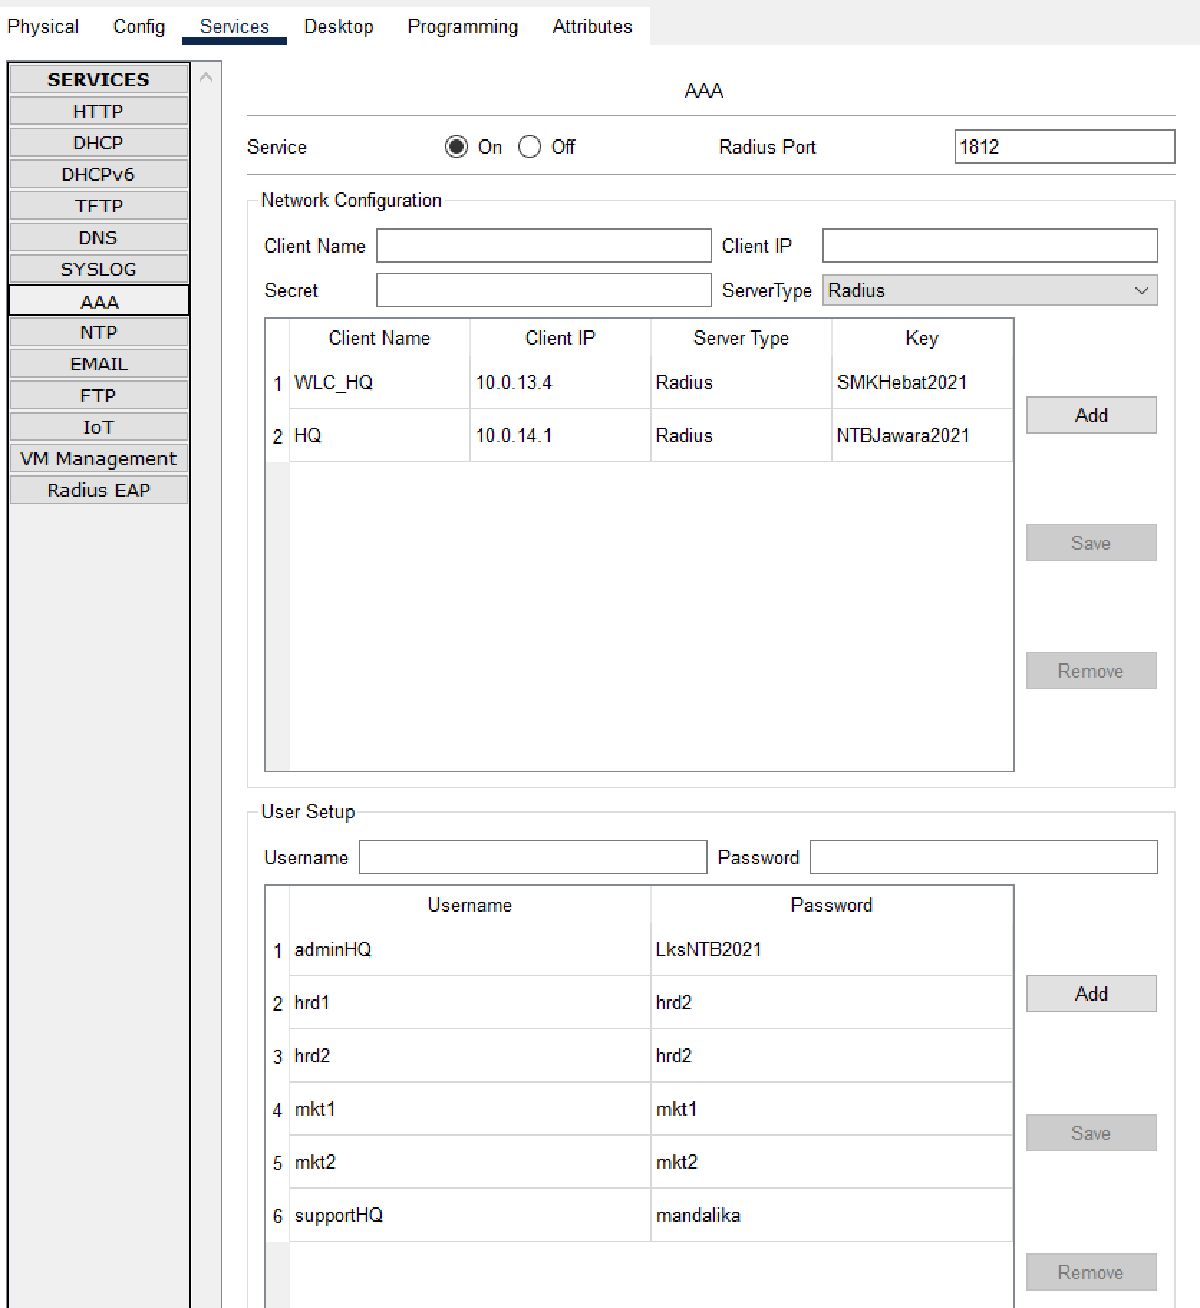 Physical Config Services Desktop Programming Attributes
SERVICES
HTTP
DHCP
DHCPv6
TFTP
DNS
SYSLOG
AAA
NTP
EMAIL
FTP
IoT
VM Management
Radius EAP
AAA
Service On Off Radius Port 1812
Network Configuration
Client Name Client IP
Secret ServerType Radius
Client Name Client IP Server Type Key
1 WLC_HQ 10.0.13.4 Radius SMKHebat2021
2 HQ 10.0.14.1 Radius NTBJawara2021
Add
Save
Remove
User Setup
Username Password
Username Password
1 adminHQ LksNTB2021
2 hrd1 hrd2
3 hrd2 hrd2
4 mkt1 mkt1
5 mkt2 mkt2
6 supportHQ mandalika
Add
Save
Remove